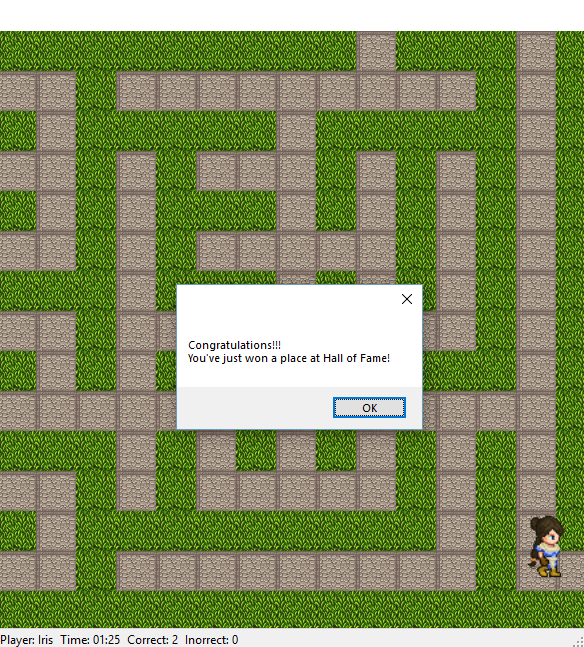 Congratulations!!!
You've just won a place at Hall of Fame!
OK
Player: Iris Time: 01:25 Correct: 2 Inorrect: 0